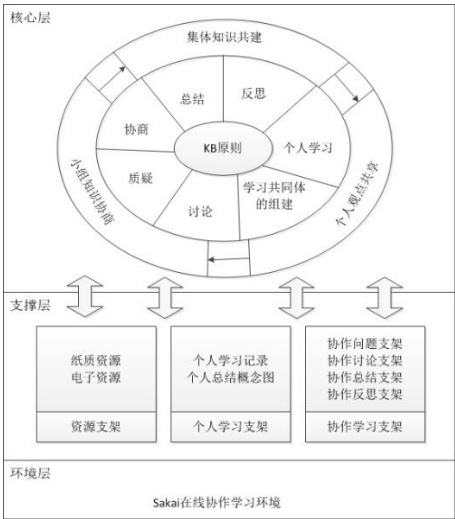 核心层
集体知识共建
总结
反思
协商
KB原则
个人学习
质疑
学习共同体
的组建
讨论
小组知识协商
个人观点共享
支撑层
纸质资源
电子资源
资源支架
个人学习记录
个人总结概念图
个人学习支架
协作问题支架
协作讨论支架
协作总结支架
协作反思支架
协作学习支架
环境层
Sakai在线协作学习环境